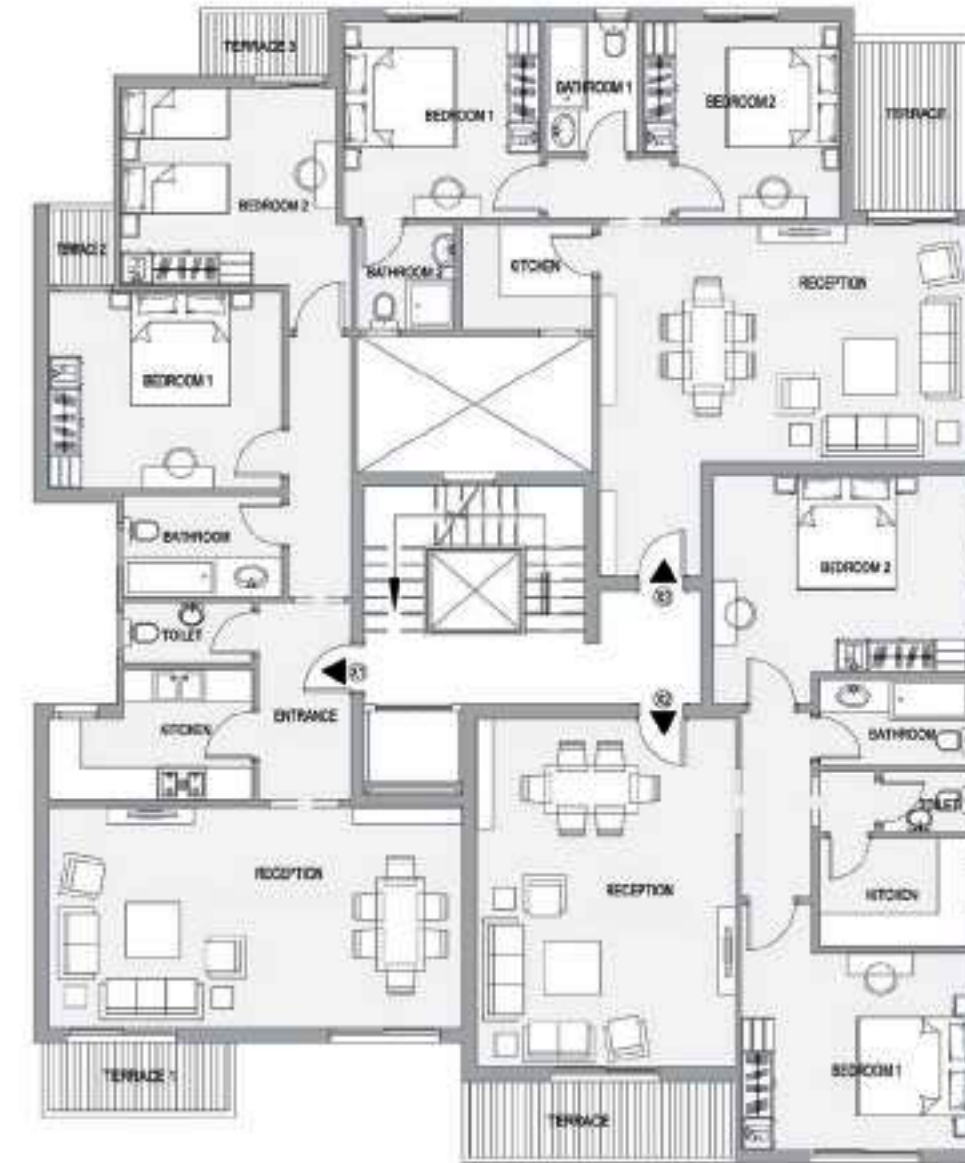 TERRACE 3
BATHROOM 1
BEDROOM 1
BEDROOM 2
TERRACE
BEDROOM 2
TERRACE 2
BATHROOM 2
KITCHEN
RECEPTION
BEDROOM 1
BATHROOM
BEDROOM 2
TOILET
ENTRANCE
KITCHEN
BATHROOM
TOILET
RECEPTION
RECEPTION
KITCHEN
BEDROOM 1
TERRACE 1
TERRACE